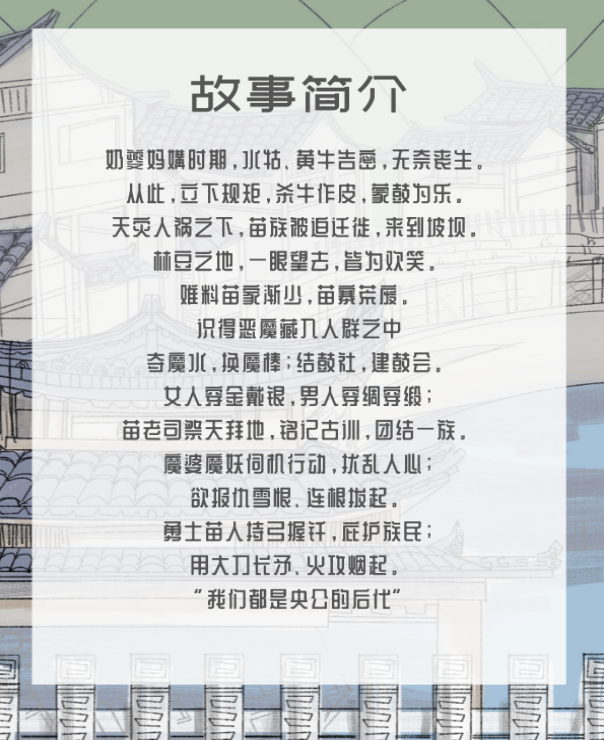 故事简介
奶夔妈媾时期,水牯、黄牛告密,无奈丧生。
从此,立下规矩,杀牛作皮,蒙鼓为乐。
天灾人祸之下,苗族被迫迁徙,来到坡坝。
林豆之地,一眼望去,皆为欢笑。
唯料苗家渐少,苗寨荒废。
识得恶魔藏入人群之中
夺魔水,换魔棒;结鼓社,建鼓会。
女人穿金戴银,男人穿绸穿缎;
苗老司祭天拜地,铭记古训,团结一族。
魔婆魔妖伺机行动,扰乱人心;
欲报仇雪恨、连根拔起。
勇士苗人持弓握钎,庇护族民;
用大刀长矛、火攻烟起。
“我们都是央公的后代”